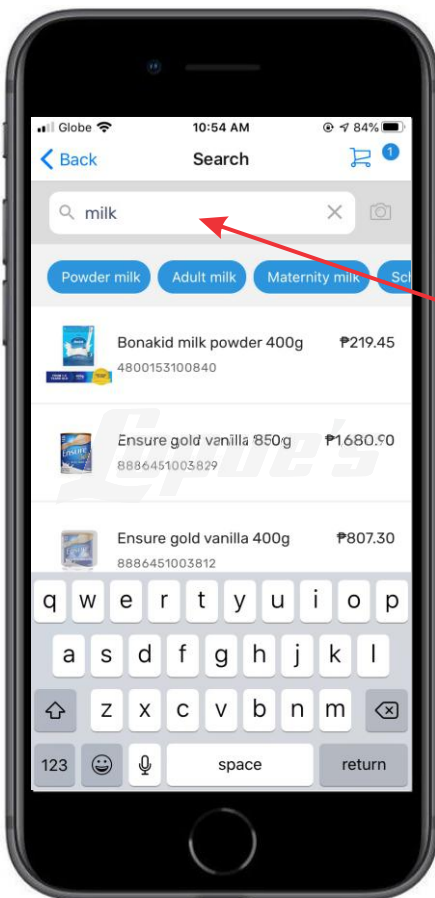 Globe 10:54 AM 84%
Back Search 1
milk
Powder milk Adult milk Maternity milk Sch
Bonakid milk powder 400g ₱219.45
4800153100840
Ensure gold vanilla 850g ₱1680.90
8886451003829
Ensure gold vanilla 400g ₱807.30
8886451003812
q w e r t y u i o p
a s d f g h j k l
z x c v b n m
123 space return